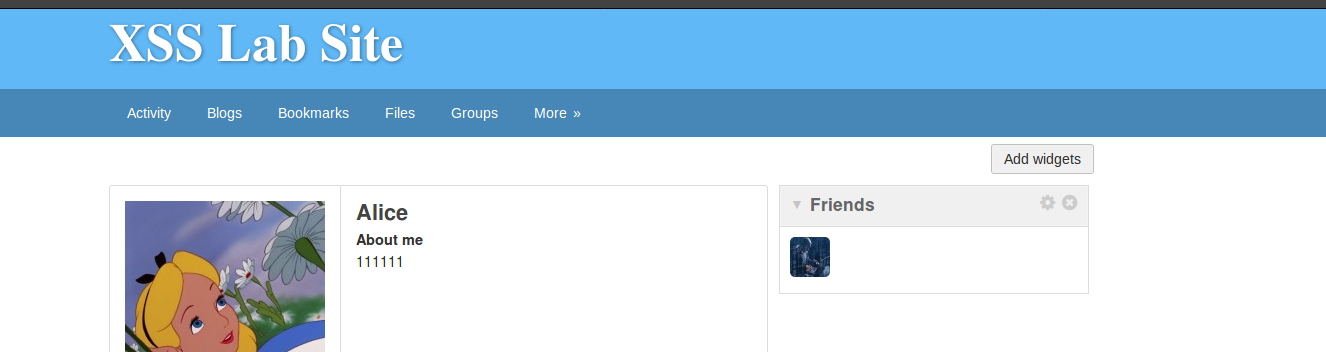 XSS Lab Site
Activity Blogs Bookmarks Files Groups More »
Add widgets
Alice
About me
111111
Friends